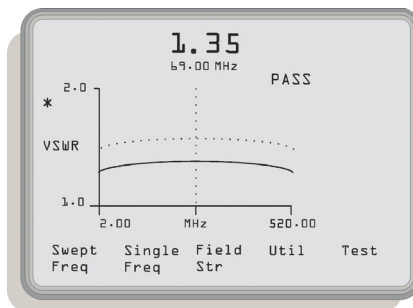 1.35
69.00 MHz
PASS
2.0
*
VSWR
1.0
2.00 MHz 520.00
Swept Single Field Util Test
Freq Freq Str